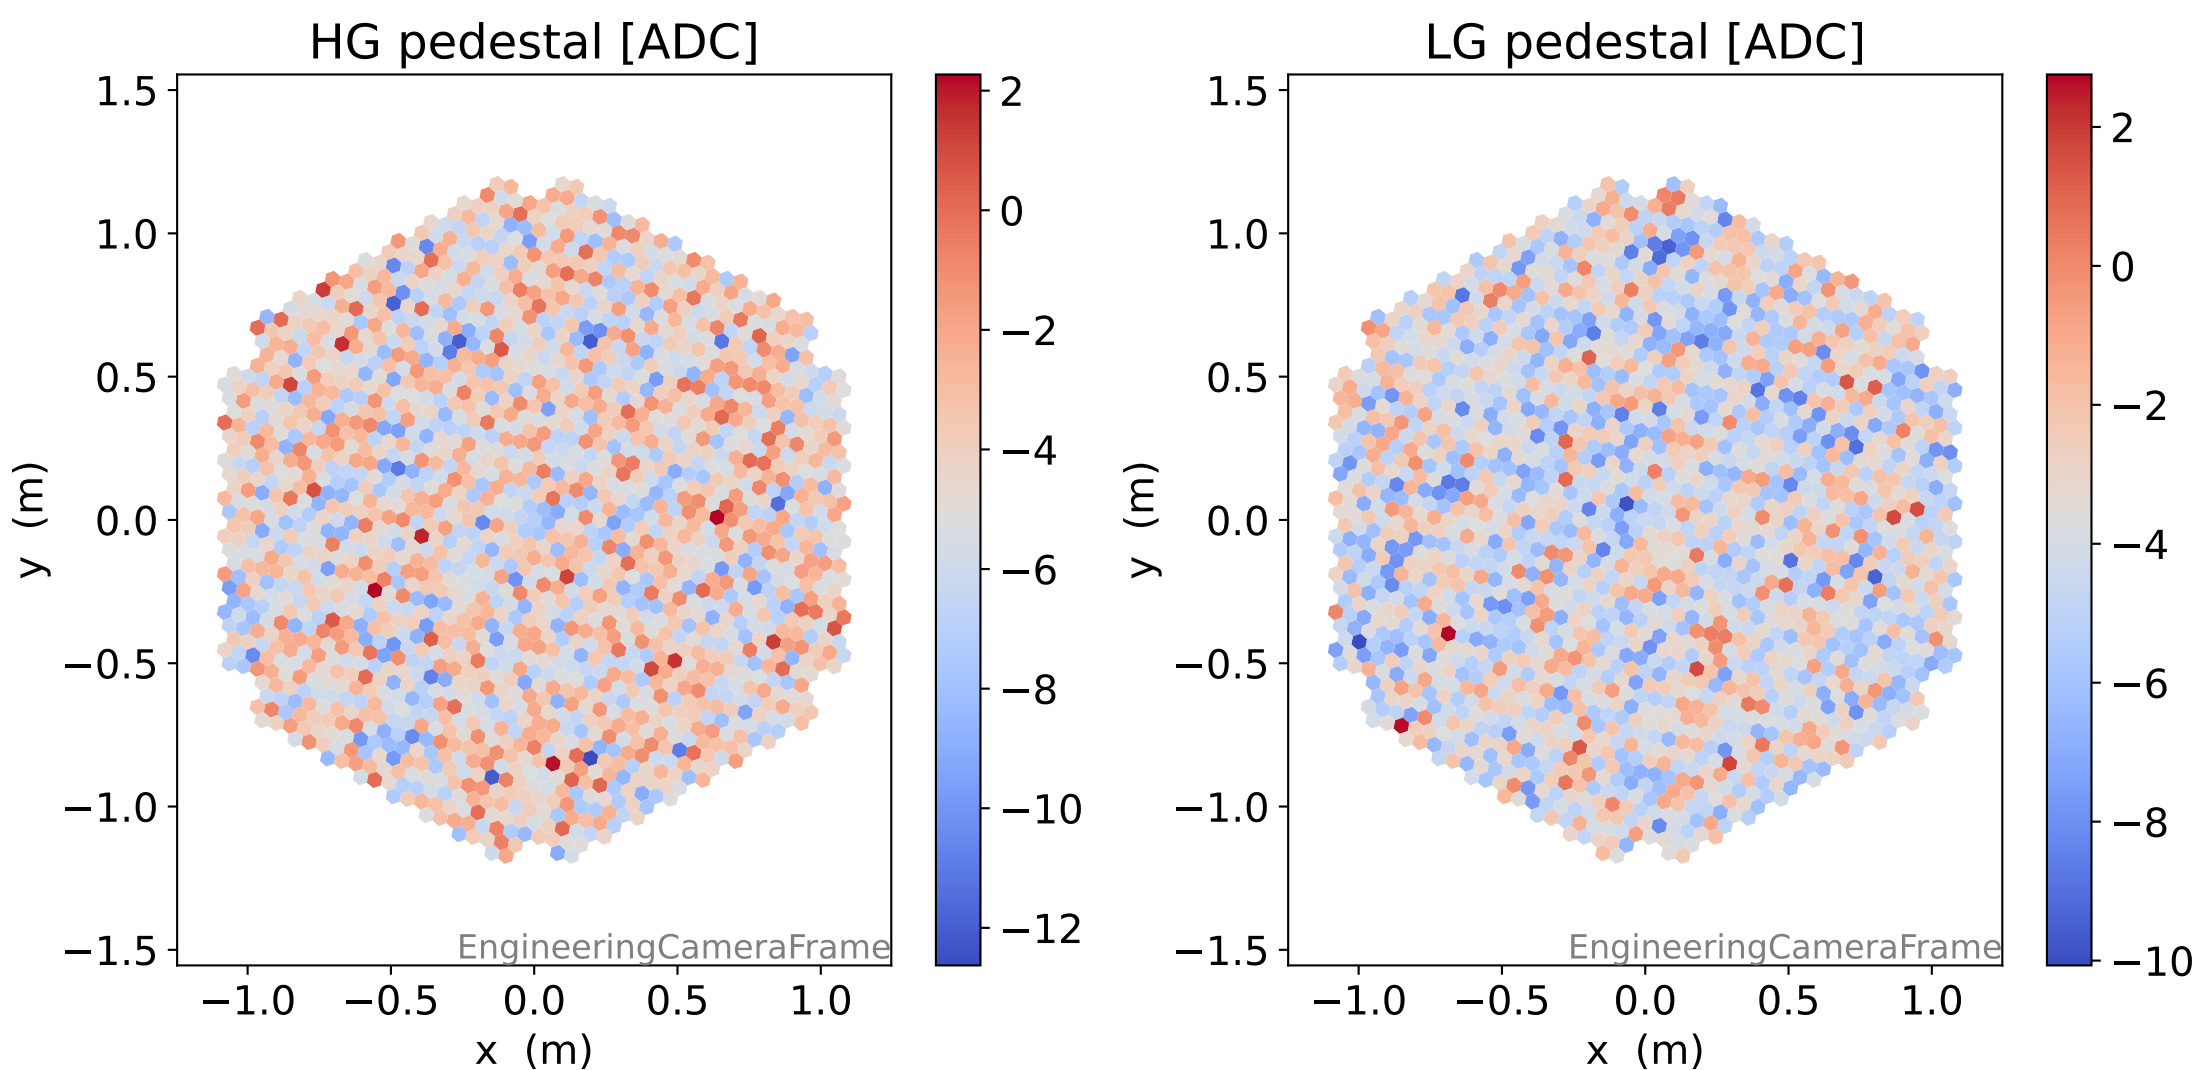 HG pedestal [ADC]
1.5
1.0
0.5
0.0
−0.5
−1.0
−1.5
y (m)
−1.0 −0.5 0.0 0.5 1.0
x (m)
EngineeringCameraFrame
2
0
−2
−4
−6
−8
−10
−12
LG pedestal [ADC]
1.5
1.0
0.5
0.0
−0.5
−1.0
−1.5
y (m)
−1.0 −0.5 0.0 0.5 1.0
x (m)
EngineeringCameraFrame
2
0
−2
−4
−6
−8
−10